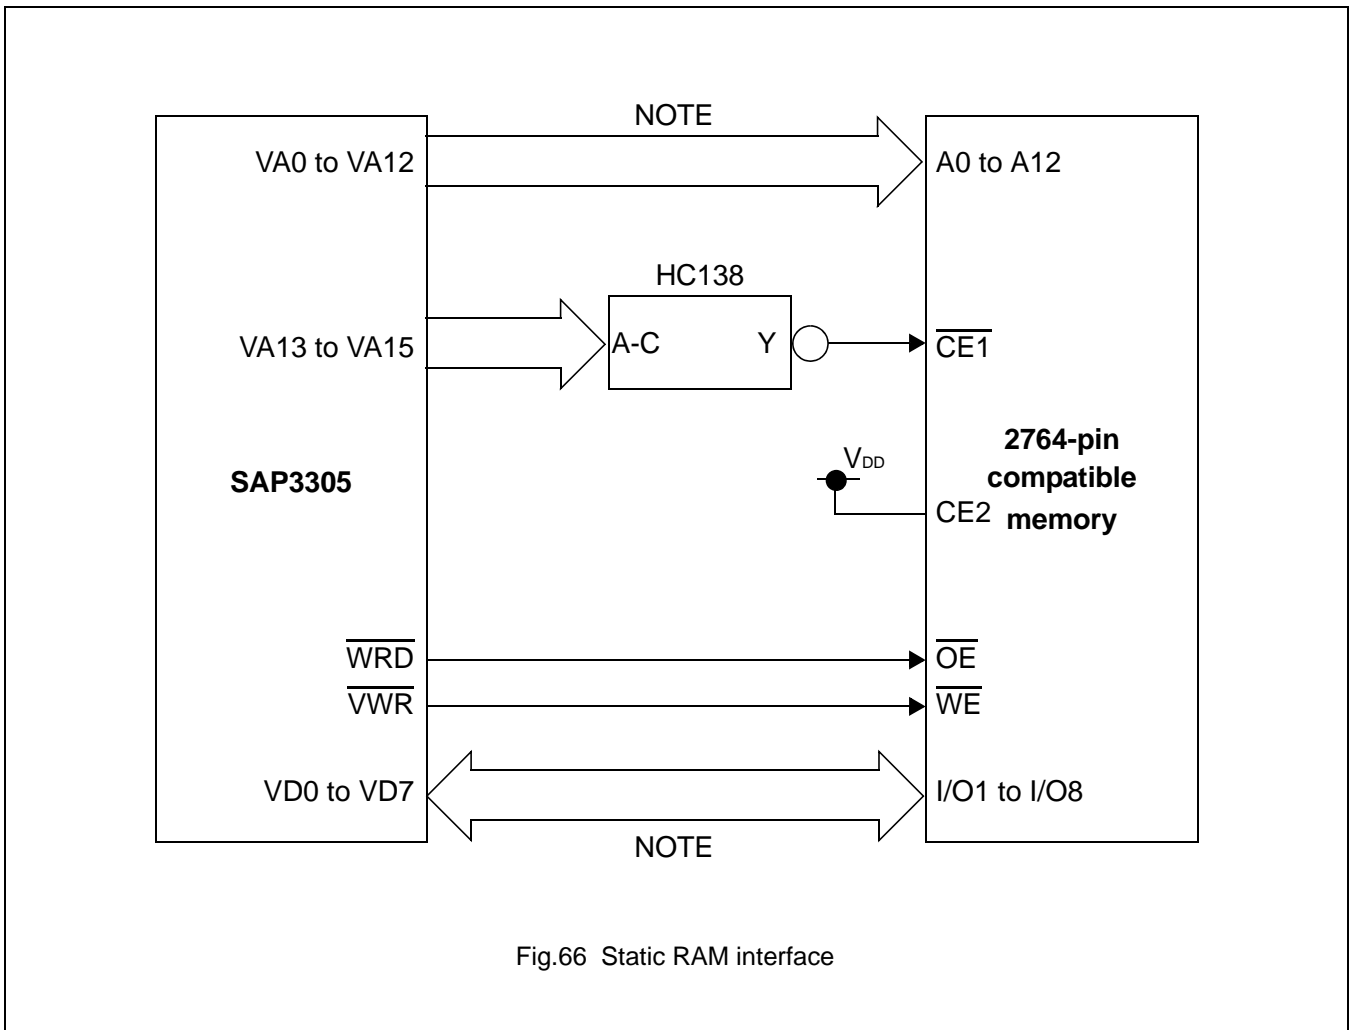 NOTE
VA0 to VA12
A0 to A12
HC138
VA13 to VA15
A-C
Y
CE1
2764-pin
compatible
memory
VDD
SAP3305
CE2
WRD
OE
VWR
WE
VD0 to VD7
I/O1 to I/O8
NOTE
Fig.66 Static RAM interface